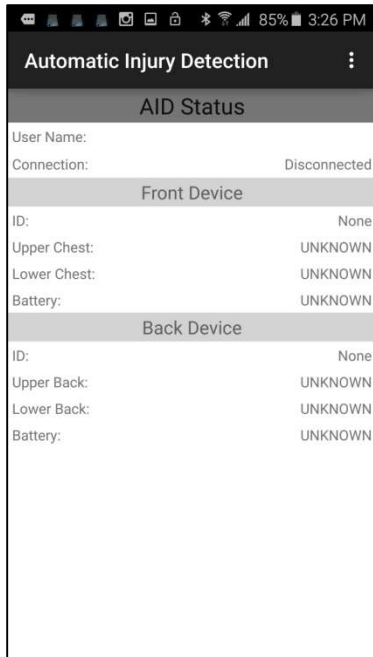 85% 3:26 PM
Automatic Injury Detection
AID Status
User Name:
Connection: Disconnected
Front Device
ID: None
Upper Chest: UNKNOWN
Lower Chest: UNKNOWN
Battery: UNKNOWN
Back Device
ID: None
Upper Back: UNKNOWN
Lower Back: UNKNOWN
Battery: UNKNOWN